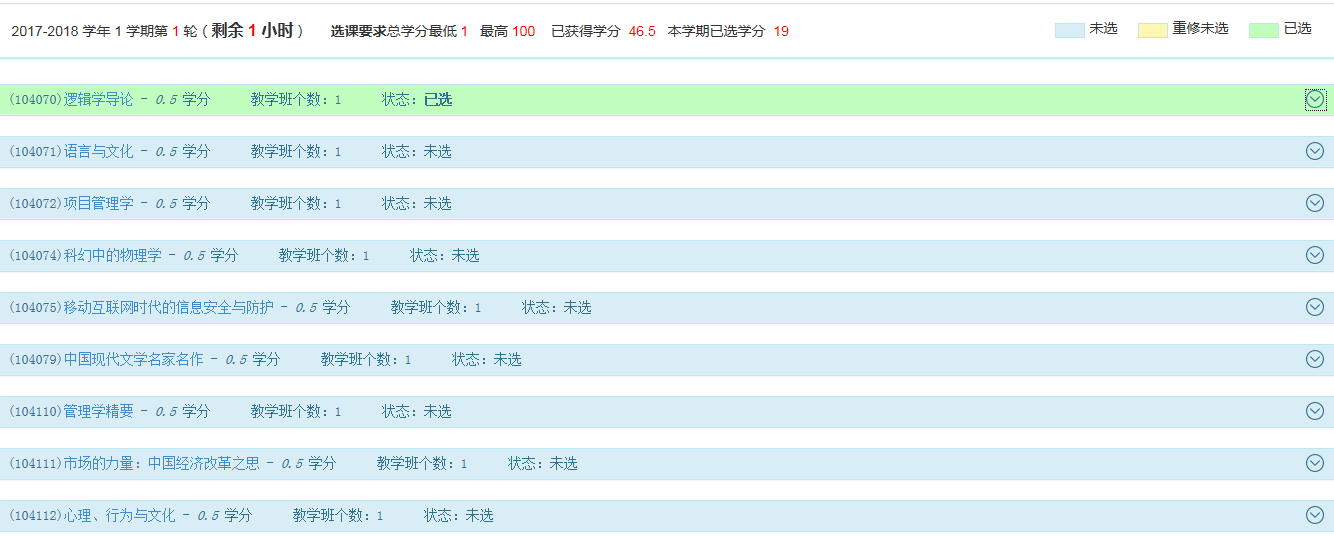 2017-2018 学年 1 学期第 1 轮 ( 剩余 1 小时 ) 选课要求总学分最低 1 最高 100 已获得学分 46.5 本学期已选学分 19 未选 重修未选 已选
(104070)逻辑学导论 - 0.5 学分 教学班个数：1 状态：已选
(104071)语言与文化 - 0.5 学分 教学班个数：1 状态：未选
(104072)项目管理学 - 0.5 学分 教学班个数：1 状态：未选
(104074)科幻中的物理学 - 0.5 学分 教学班个数：1 状态：未选
(104075)移动互联网时代的信息安全与防护 - 0.5 学分 教学班个数：1 状态：未选
(104079)中国现代文学名家名作 - 0.5 学分 教学班个数：1 状态：未选
(104110)管理学精要 - 0.5 学分 教学班个数：1 状态：未选
(104111)市场的力量：中国经济改革之思 - 0.5 学分 教学班个数：1 状态：未选
(104112)心理、行为与文化 - 0.5 学分 教学班个数：1 状态：未选